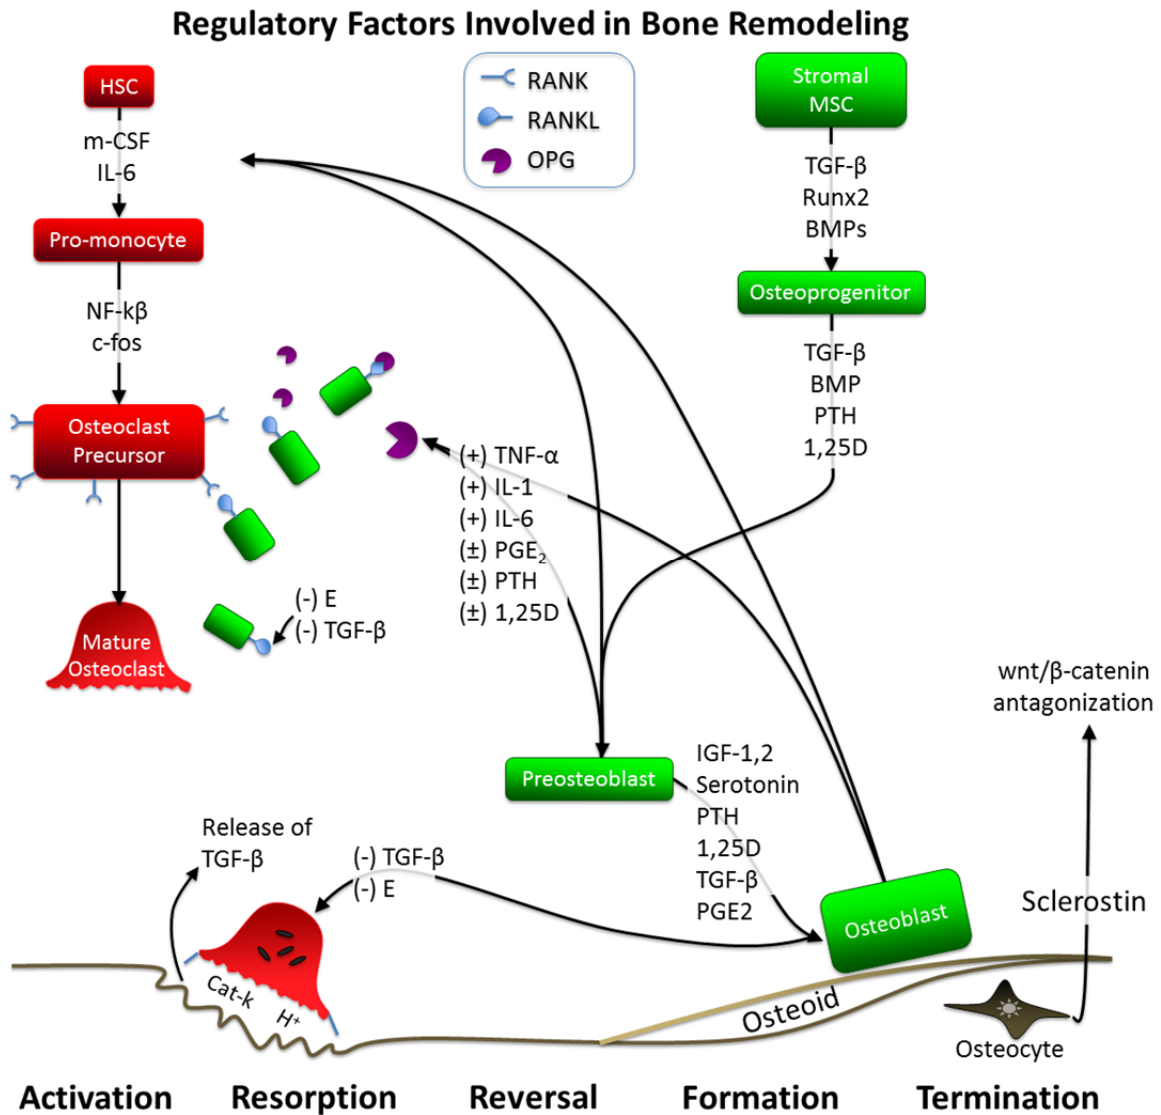 Regulatory Factors Involved in Bone Remodeling
HSC
m-CSF
IL-6
Pro-monocyte
NF-kβ
c-fos
Osteoclast
Precursor
Mature
Osteoclast
RANK
RANKL
OPG
Stromal
MSC
TGF-β
Runx2
BMPs
Osteoprogenitor
TGF-β
BMP
PTH
1,25D
(+) TNF-α
(+) IL-1
(+) IL-6
(±) PGE₂
(±) PTH
(±) 1,25D
(-) E
(-) TGF-β
Preosteoblast
IGF-1,2
Serotonin
PTH
1,25D
TGF-β
PGE2
wnt/β-catenin
antagonization
Release of
TGF-β
(-) TGF-β
(-) E
Osteoblast
Sclerostin
Cat-k
H⁺
Osteoid
Osteocyte
Activation
Resorption
Reversal
Formation
Termination